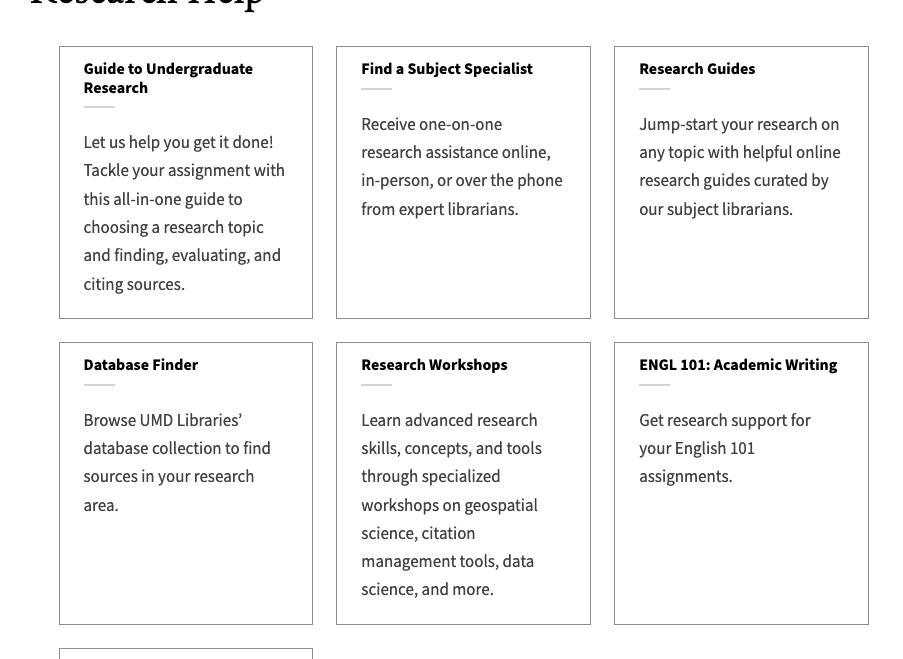 Research Help
Guide to Undergraduate
Research
Let us help you get it done!
Tackle your assignment with
this all-in-one guide to
choosing a research topic
and finding, evaluating, and
citing sources.
Find a Subject Specialist
Receive one-on-one
research assistance online,
in-person, or over the phone
from expert librarians.
Research Guides
Jump-start your research on
any topic with helpful online
research guides curated by
our subject librarians.
Database Finder
Browse UMD Libraries’
database collection to find
sources in your research
area.
Research Workshops
Learn advanced research
skills, concepts, and tools
through specialized
workshops on geospatial
science, citation
management tools, data
science, and more.
ENGL 101: Academic Writing
Get research support for
your English 101
assignments.